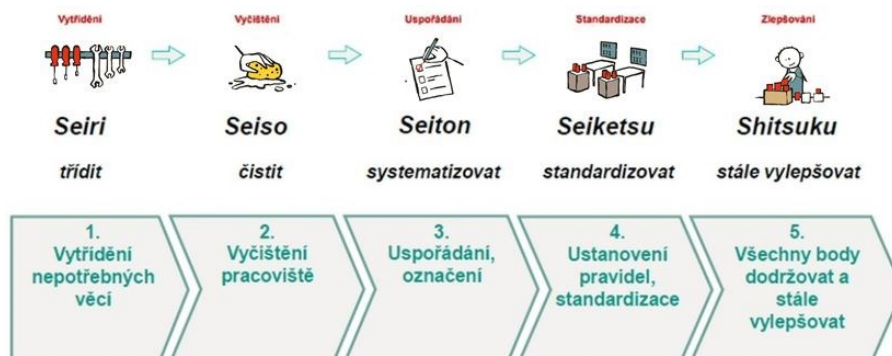 Vytřídění
Vyčištění
Uspořádání
Standardizace
Zlepšování
Seiri
Seiso
Seiton
Seiketsu
Shitsuku
třídit
čistit
systematizovat
standardizovat
stále vylepšovat
1.
Vytřídění
nepotřebných
věcí
2.
Vyčištění
pracoviště
3.
Uspořádání,
označení
4.
Ustanovení
pravidel,
standardizace
5.
Všechny body
dodržovat a
stále
vylepšovat